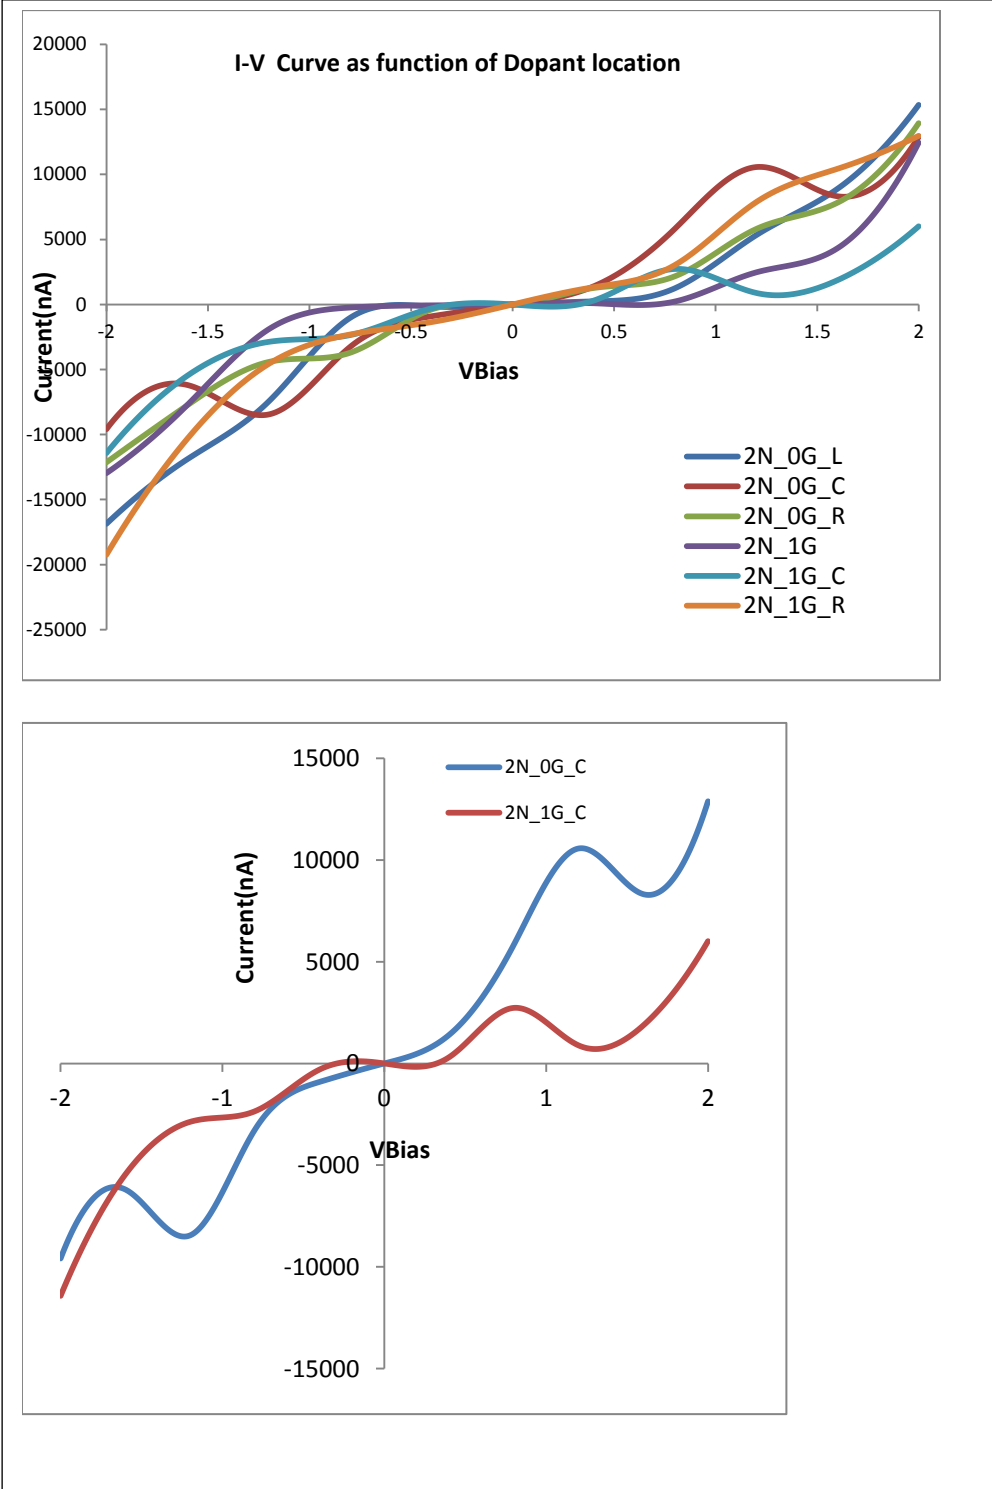 20000
I-V Curve as function of Dopant location
15000
10000
5000
0
-2 -1.5 -1 -0.5 0 0.5 1 1.5 2
-5000
Current(nA)
VBias
-10000
-15000
-20000
-25000
2N_0G_L
2N_0G_C
2N_0G_R
2N_1G
2N_1G_C
2N_1G_R
15000
2N_0G_C
2N_1G_C
10000
Current(nA)
5000
0
-2 -1 0 1 2
VBias
-5000
-10000
-15000